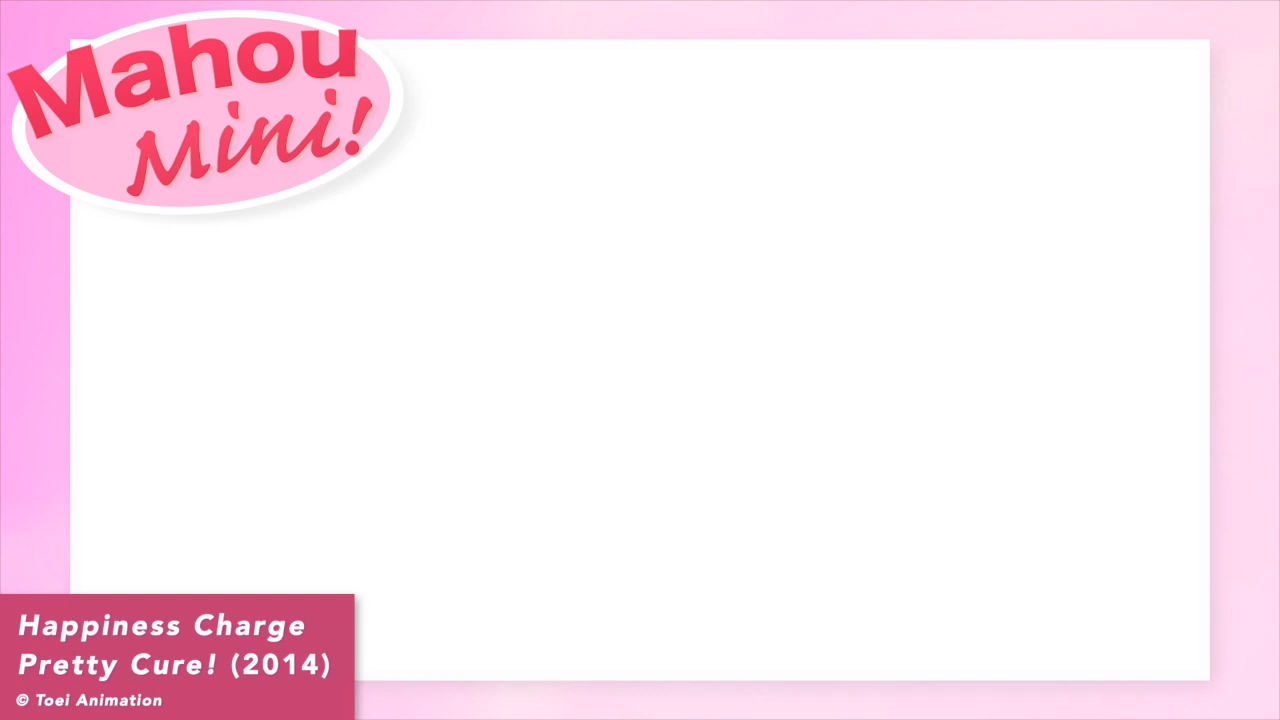 Mahou
Mini!
Happiness Charge
Pretty Cure! (2014)
© Toei Animation